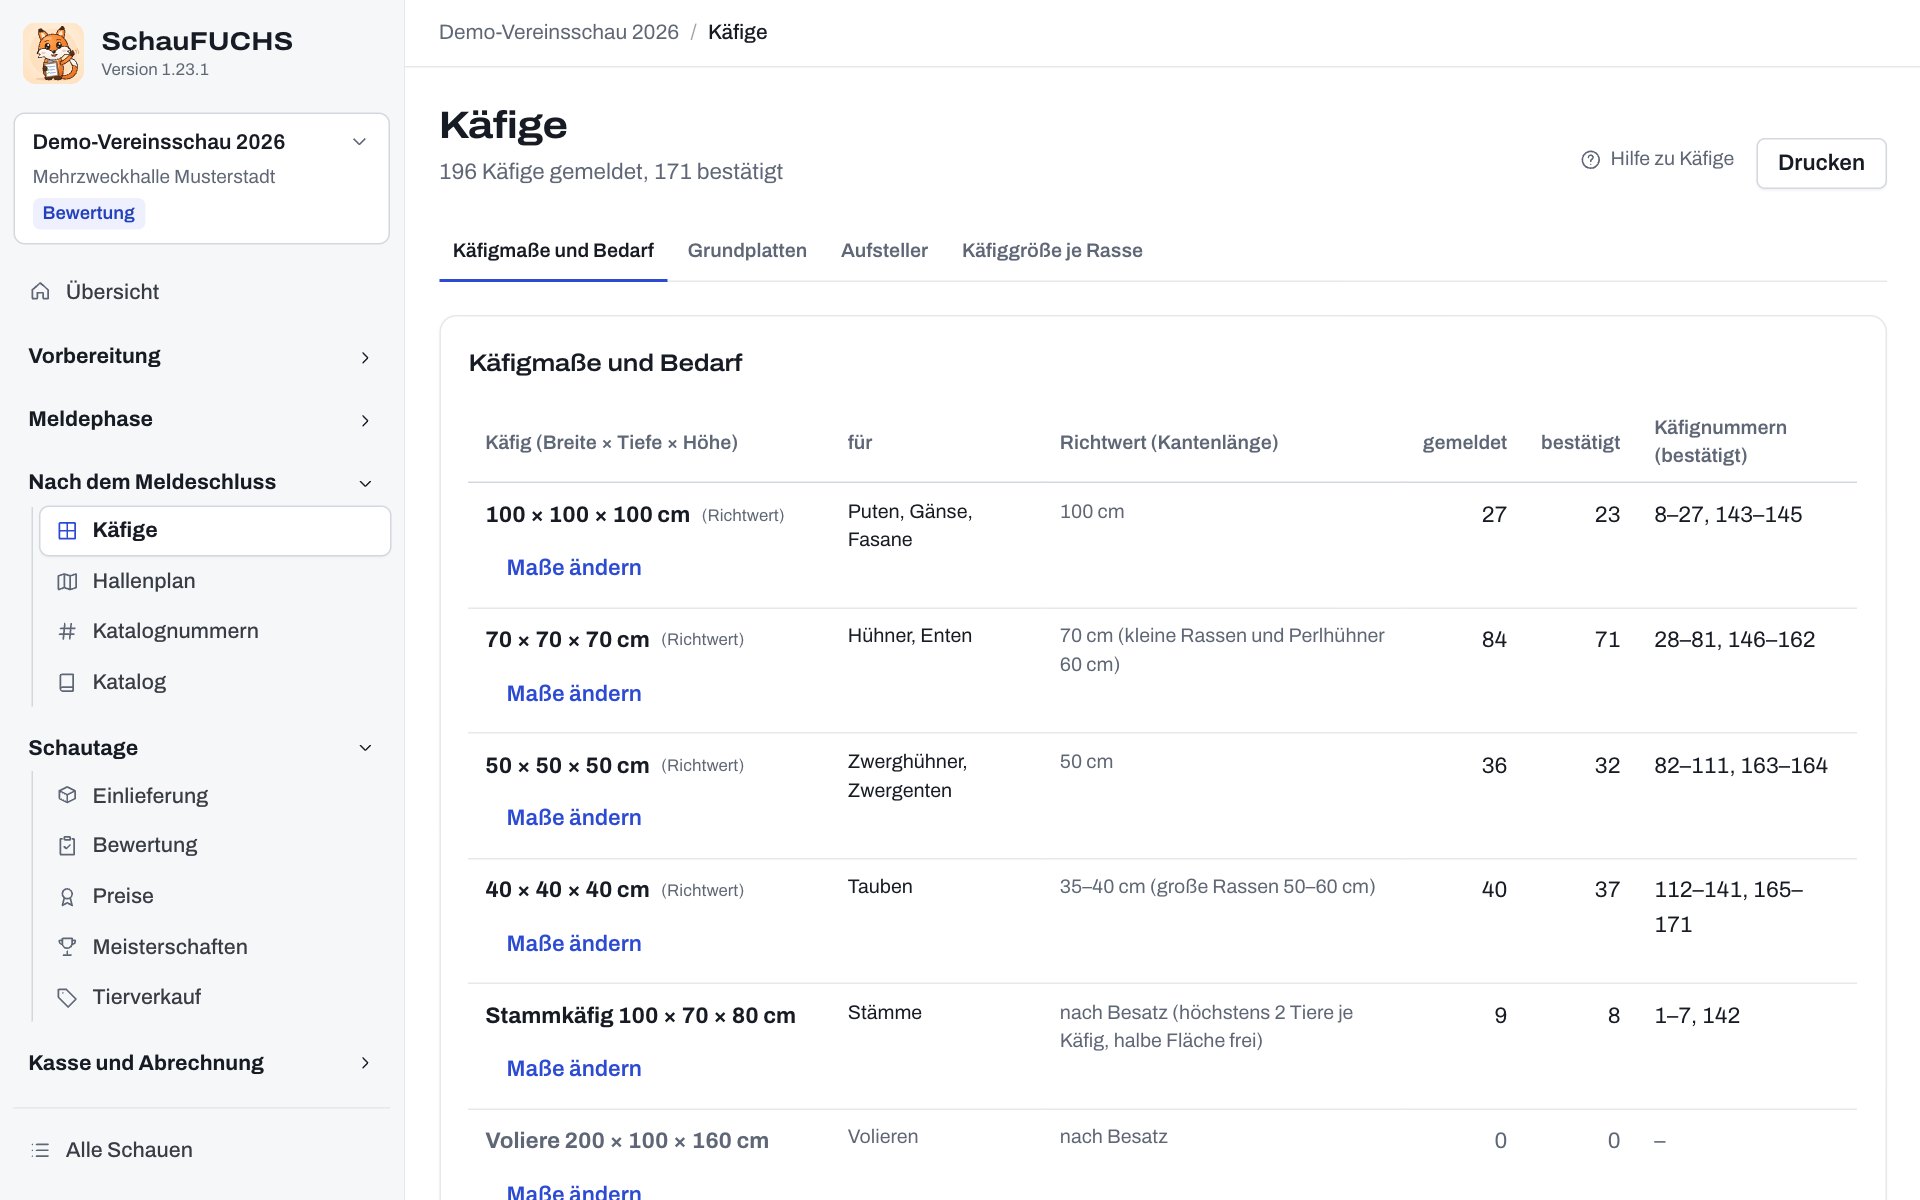 SchauFUCHS
Version 1.23.1
Demo-Vereinsschau 2026
Mehrzweckhalle Musterstadt
Bewertung
Übersicht
Vorbereitung
Meldephase
Nach dem Meldeschluss
Käfige
Hallenplan
Katalognummern
Katalog
Schautage
Einlieferung
Bewertung
Preise
Meisterschaften
Tierverkauf
Kasse und Abrechnung
Alle Schauen
Demo-Vereinsschau 2026 / Käfige
Käfige
196 Käfige gemeldet, 171 bestätigt
Hilfe zu Käfige
Drucken
Käfigmaße und Bedarf Grundplatten Aufsteller Käfiggröße je Rasse
Käfigmaße und Bedarf
Käfig (Breite × Tiefe × Höhe) für Richtwert (Kantenlänge) gemeldet bestätigt Käfignummern
(bestätigt)
100 × 100 × 100 cm (Richtwert) Puten, Gänse, 100 cm 27 23 8–27, 143–145
Fasane
Maße ändern
70 × 70 × 70 cm (Richtwert) Hühner, Enten 70 cm (kleine Rassen und Perlhühner 84 71 28–81, 146–162
60 cm)
Maße ändern
50 × 50 × 50 cm (Richtwert) Zwerghühner, 50 cm 36 32 82–111, 163–164
Zwergenten
Maße ändern
40 × 40 × 40 cm (Richtwert) Tauben 35–40 cm (große Rassen 50–60 cm) 40 37 112–141, 165–
171
Maße ändern
Stammkäfig 100 × 70 × 80 cm Stämme nach Besatz (höchstens 2 Tiere je 9 8 1–7, 142
Käfig, halbe Fläche frei)
Maße ändern
Voliere 200 × 100 × 160 cm Volieren nach Besatz 0 0 –
Maße ändern